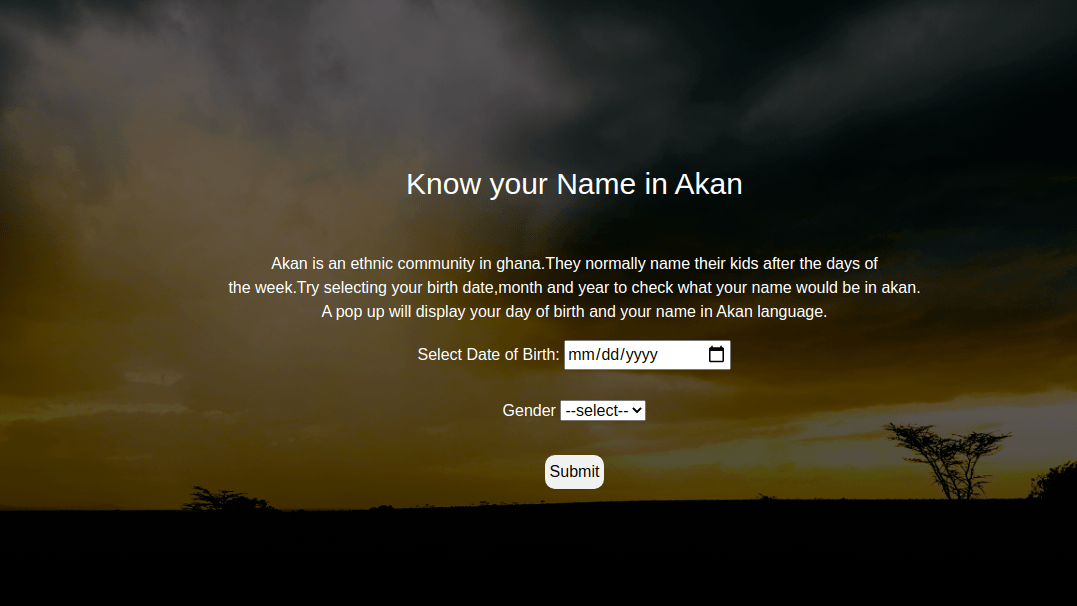 Know your Name in Akan
Akan is an ethnic community in ghana.They normally name their kids after the days of
the week.Try selecting your birth date,month and year to check what your name would be in akan.
A pop up will display your day of birth and your name in Akan language.
Select Date of Birth: mm/dd/yyyy
Gender --select--
Submit